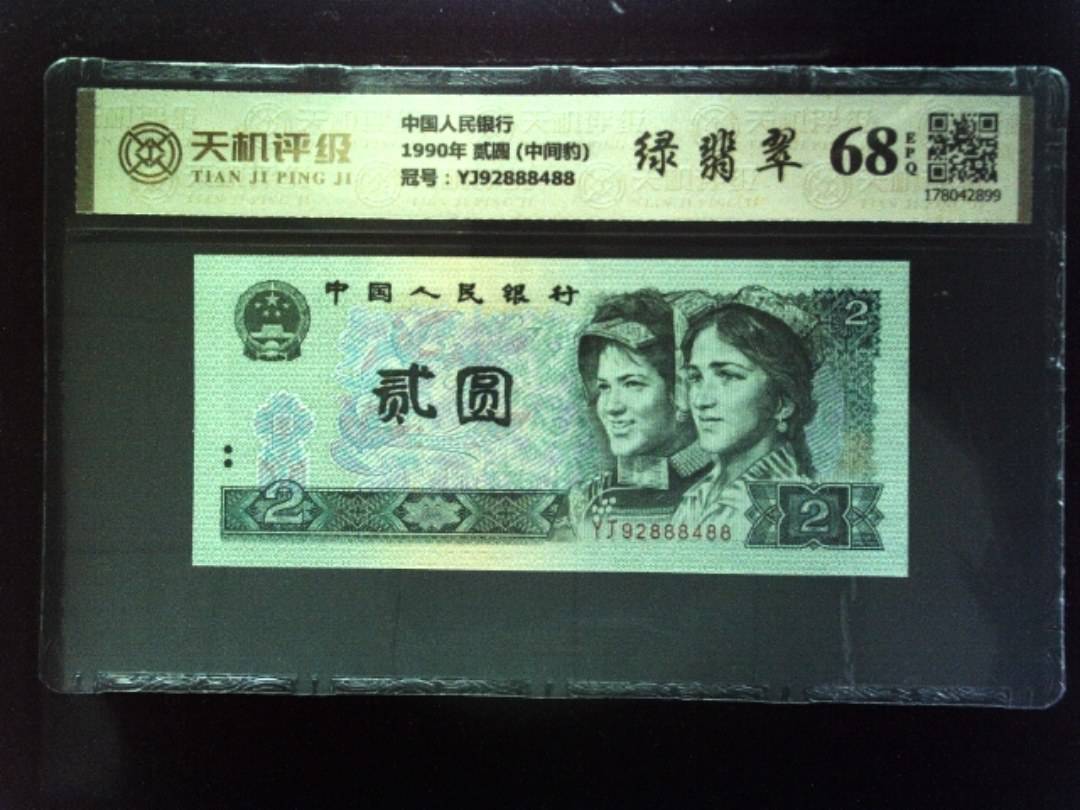 天机评级
TIAN JI PING JI
中国人民银行
1990年 贰圆 (中间豹)
冠号：YJ92888488
绿翡翠
68
EPQ
178042899
中国人民银行
2
贰圆
2
YJ92888488
2